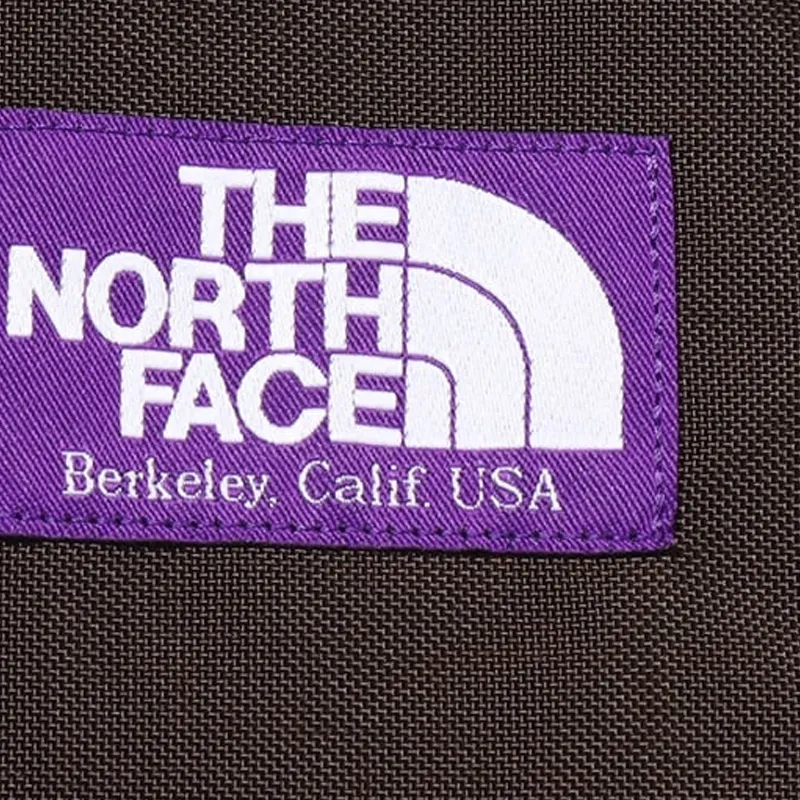 THE
NORTH
FACE
Berkeley, Calif. USA